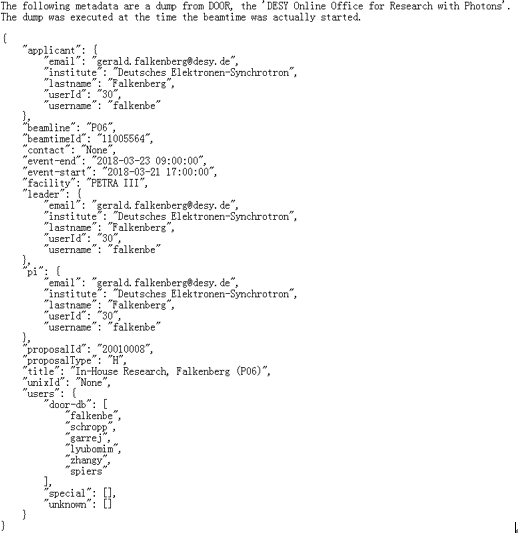 The following metadata are a dump from DOOR, the 'DESY Online Office for Research with Photons'.
The dump was executed at the time the beamtime was actually started.
{
"applicant": {
"email": "gerald.falkenberg@desy.de",
"institute": "Deutsches Elektronen-Synchrotron",
"lastname": "Falkenberg",
"userId": "30",
"username": "falkenbe"
},
"beamline": "P06",
"beamtimeId": "11005564",
"contact": "None",
"event-end": "2018-03-23 09:00:00",
"event-start": "2018-03-21 17:00:00",
"facility": "PETRA III",
"leader": {
"email": "gerald.falkenberg@desy.de",
"institute": "Deutsches Elektronen-Synchrotron",
"lastname": "Falkenberg",
"userId": "30",
"username": "falkenbe"
},
"pi": {
"email": "gerald.falkenberg@desy.de",
"institute": "Deutsches Elektronen-Synchrotron",
"lastname": "Falkenberg",
"userId": "30",
"username": "falkenbe"
},
"proposalId": "20010008",
"proposalType": "H",
"title": "In-House Research, Falkenberg (P06)",
"unixId": "None",
"users": {
"door-db": [
"falkenbe",
"schropp",
"garrej",
"lyubomim",
"zhangy",
"spiers"
],
"special": [],
"unknown": []
}
}